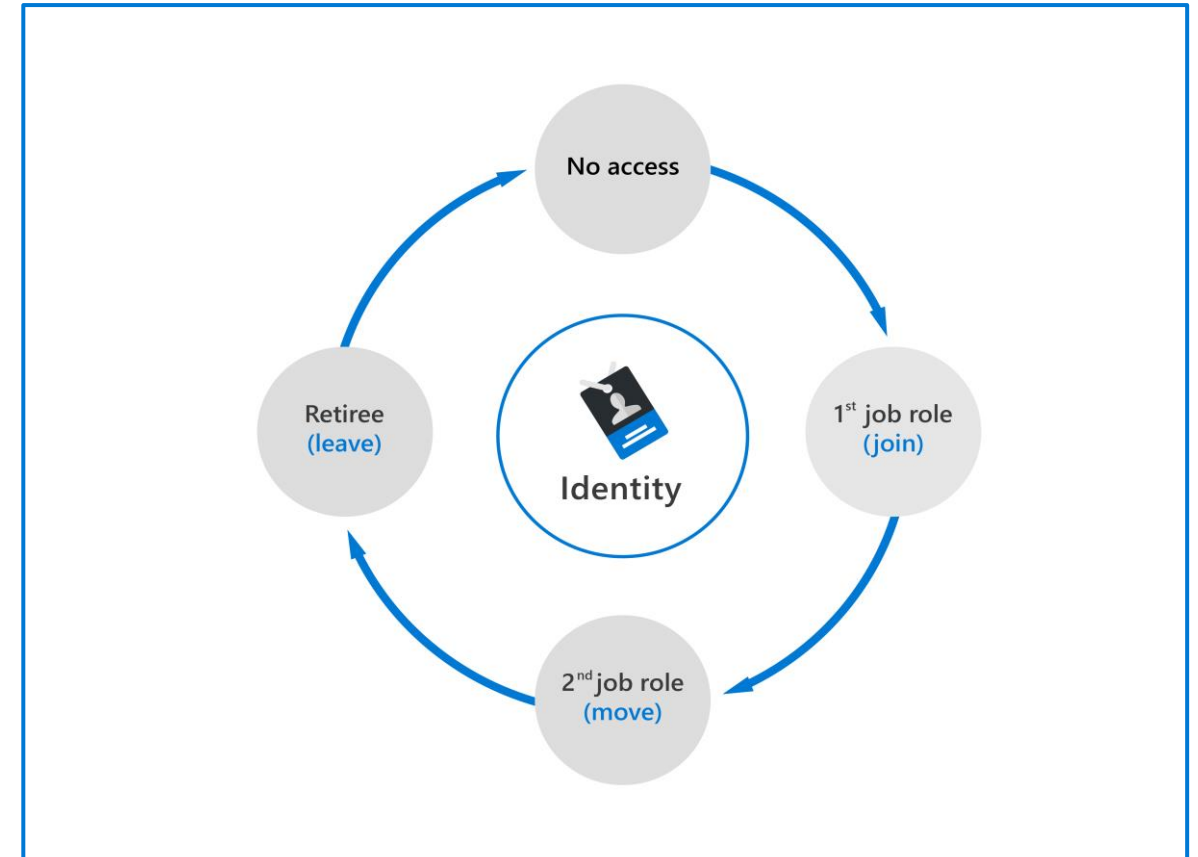 No access
1st job role
(join)
2nd job role
(move)
Retiree
(leave)
Identity